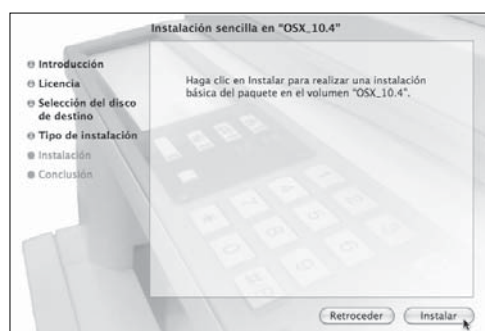 Instalación sencilla en "OSX_10.4"
Introducción
Licencia
Selección del disco
de destino
Tipo de instalación
Instalación
Conclusión
Haga clic en Instalar para realizar una instalación
básica del paquete en el volumen "OSX_10.4".
Retroceder
Instalar